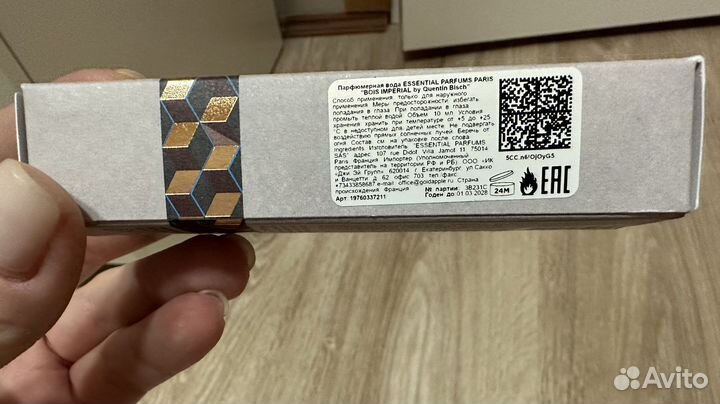 Парфюмерная вода ESSENTIAL PARFUMS PARIS
"BOIS IMPERIAL by Quentin Bisch"
Способ применения: только для наружного
применения. Меры предосторожности: избегать
попадания в глаза. При попадании в глаза
промыть теплой водой. Объем: 10 мл. Условия
хранения: хранить при температуре от +5 до +25
°С в недоступном для детей месте. Не подвергать
воздействию прямых солнечных лучей. Беречь от
огня. Состав: см. на упаковке после слова
Ingredients. Изготовитель: "ESSENTIAL PARFUMS
SAS" адрес: 107 rue Didot Villa Jamot 11 75014
Paris Франция. Импортер (Уполномоченный
представитель на территории РФ и РБ): ООО «ИК
«Джи Эй Групп» 620014 г. Екатеринбург, ул.Сакко
и Ванцетти д. 62 офис 703 тел./факс
+73433858687 e-mail: office@goldapple.ru Страна
происхождения: Франция
№ партии: 3B231C
Арт. 19760337211
Годен до: 01.03.2028
5CC.n6/OJOyG5
24M
EAC
Avito